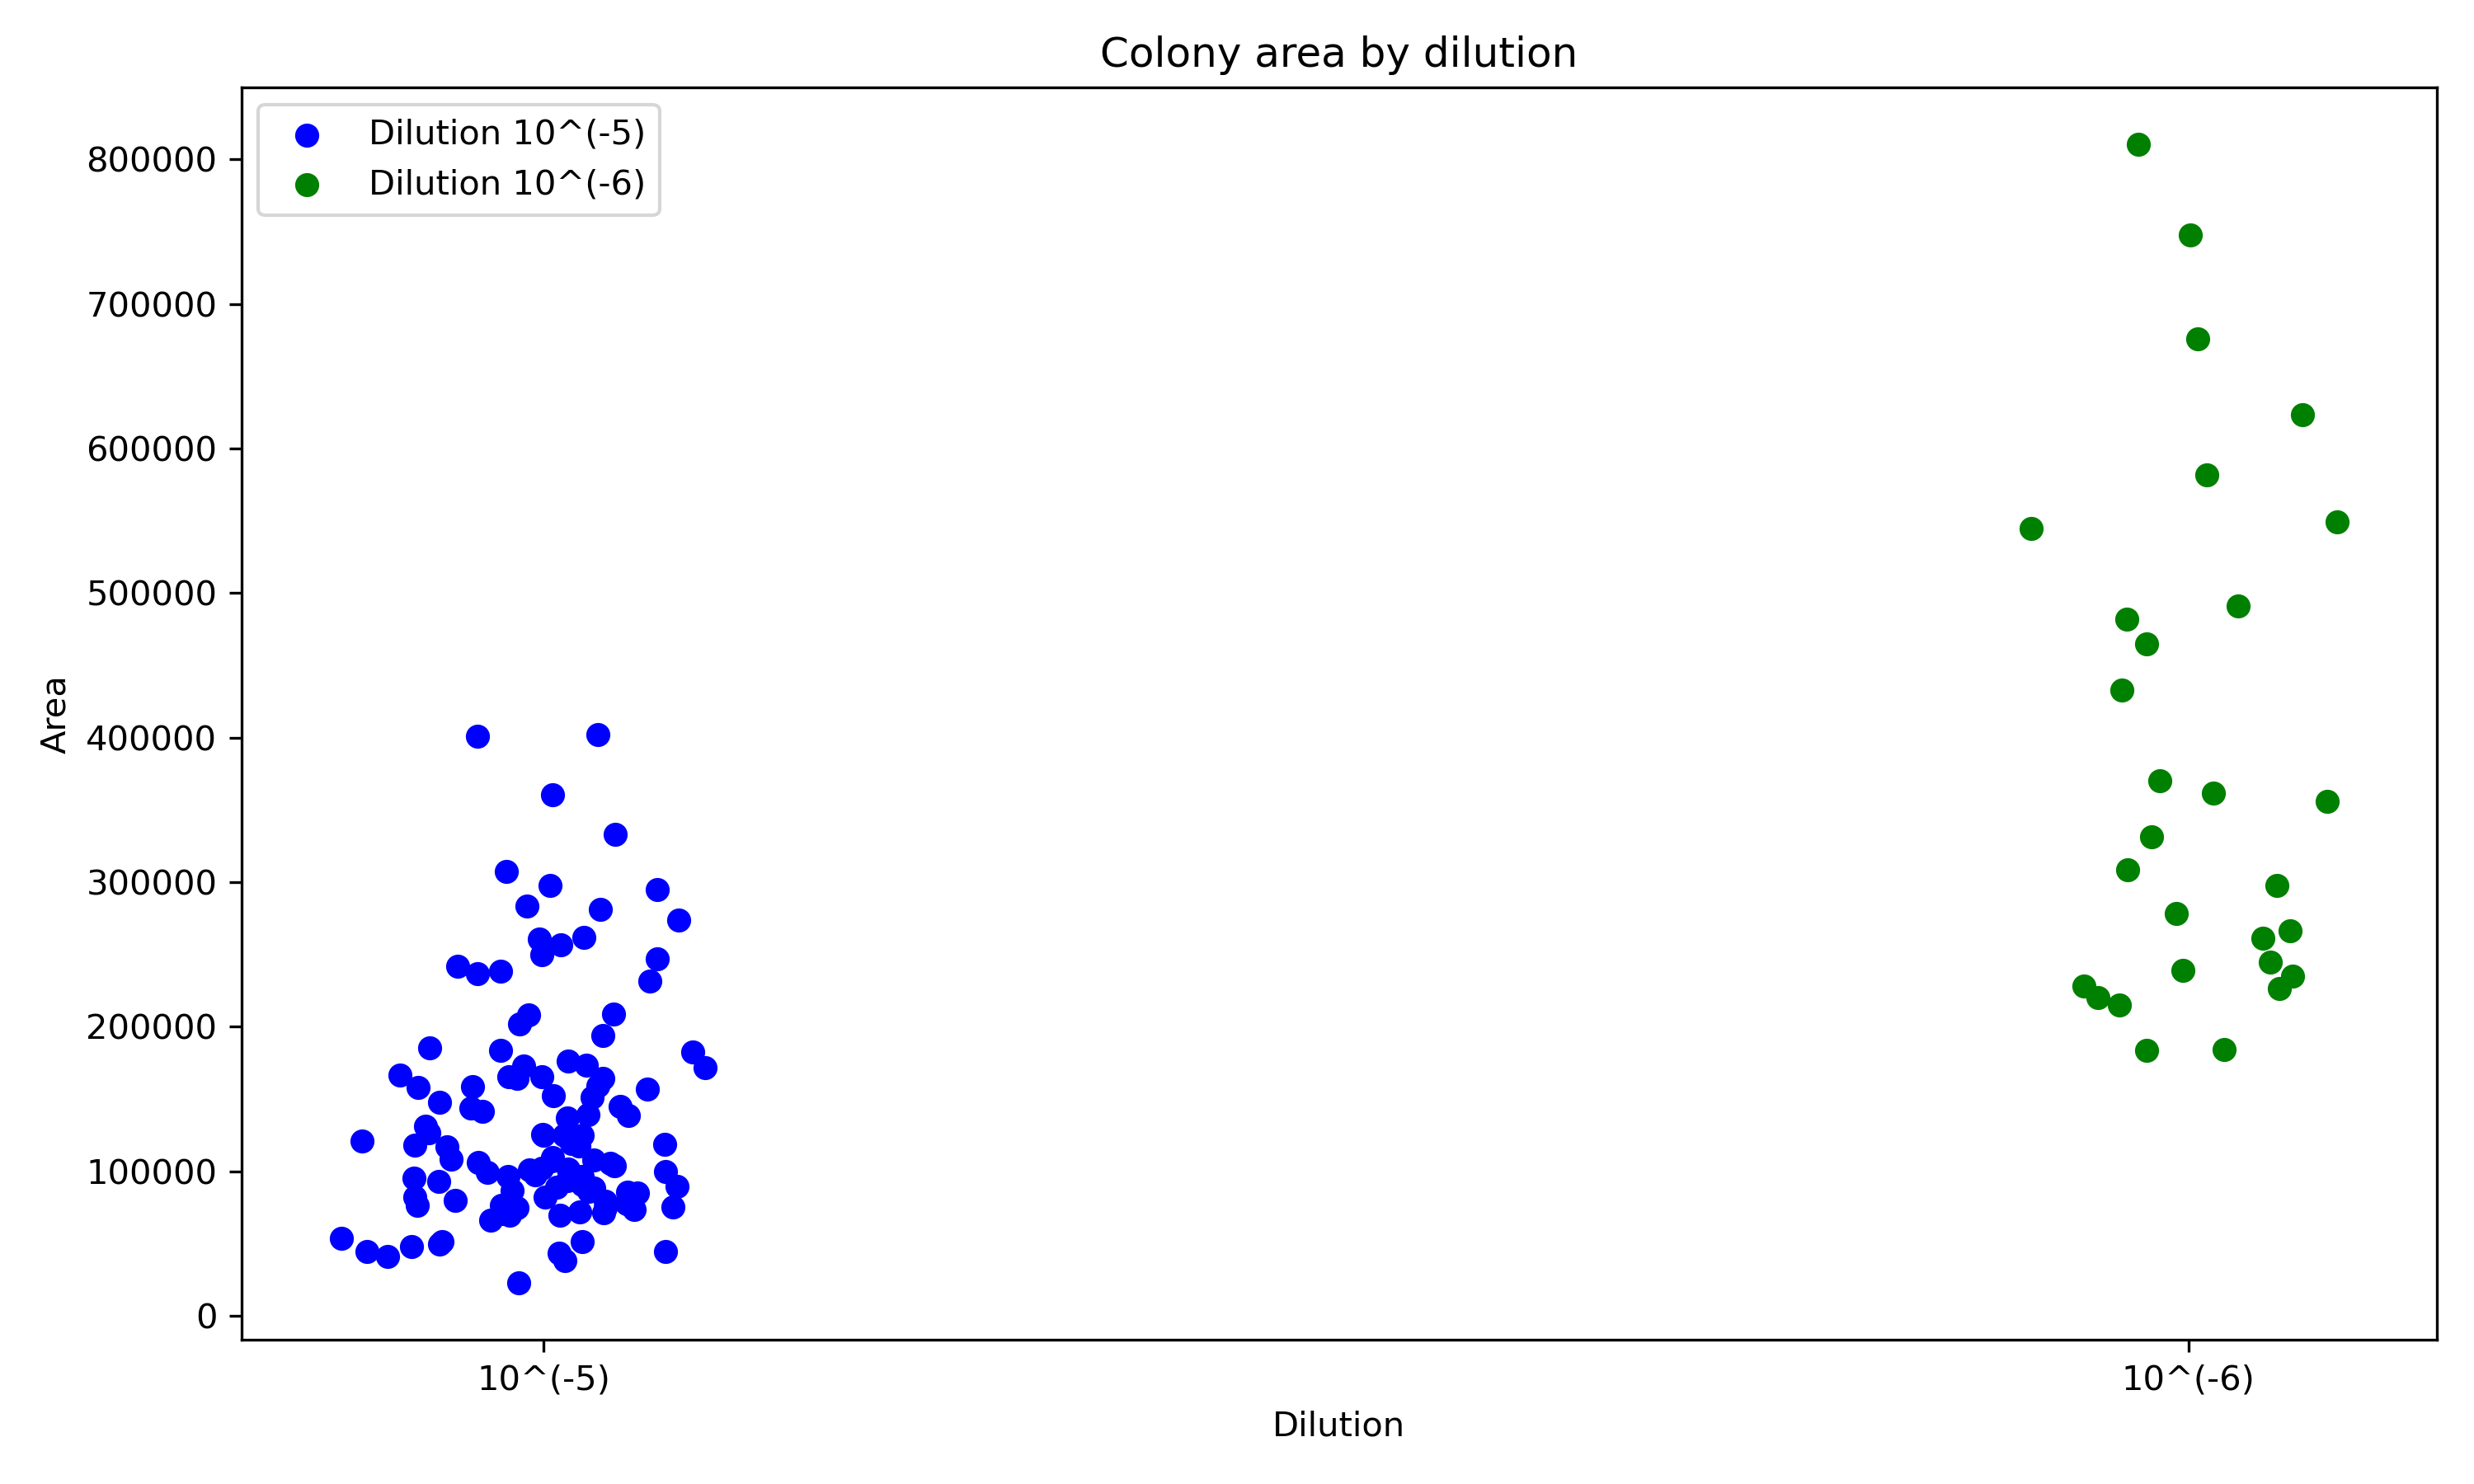 Colony area by dilution
Dilution 10^(-5)
Dilution 10^(-6)
800000
700000
600000
500000
400000
300000
200000
100000
0
Area
10^(-5)
10^(-6)
Dilution